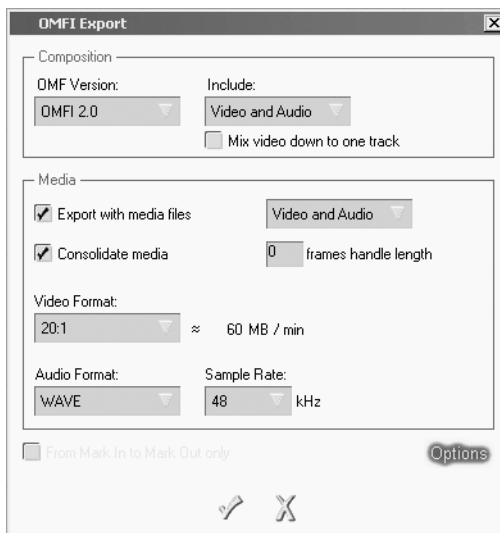 OMFI Export
Composition
OMF Version: Include:
OMFI 2.0 Video and Audio
Mix video down to one track
Media
Export with media files Video and Audio
Consolidate media 0 frames handle length
Video Format:
20:1 ≈ 60 MB / min
Audio Format: Sample Rate:
WAVE 48 kHz
From Mark In to Mark Out only Options